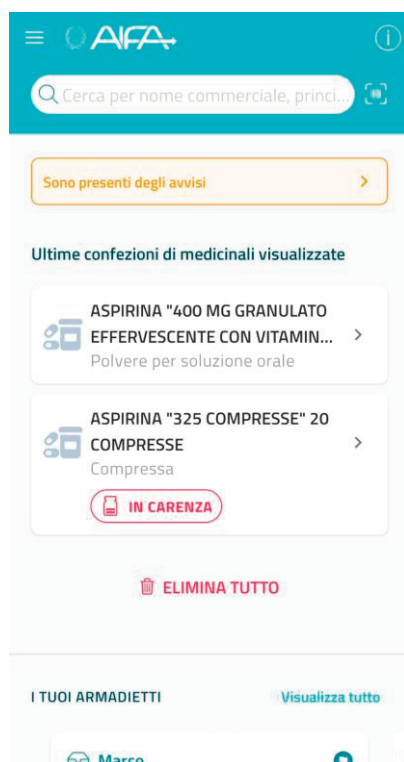 AIFA
Cerca per nome commerciale, princi...
Sono presenti degli avvisi
Ultime confezioni di medicinali visualizzate
ASPIRINA "400 MG GRANULATO
EFFERVESCENTE CON VITAMIN...
Polvere per soluzione orale
ASPIRINA "325 COMPRESSE" 20
COMPRESSE
Compressa
IN CARENZA
ELIMINA TUTTO
I TUOI ARMADIETTI
Visualizza tutto
Marco